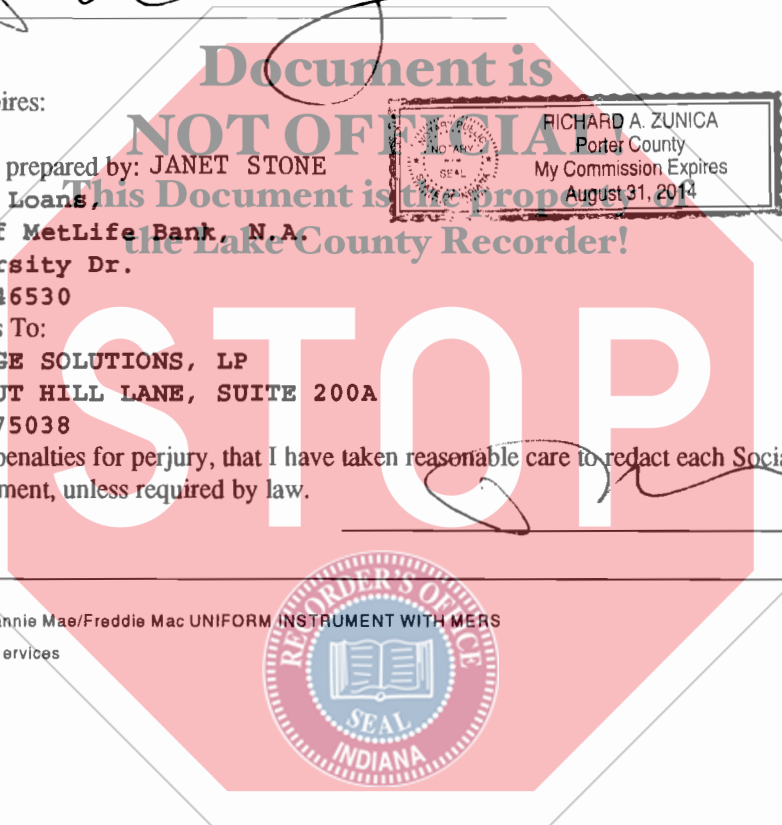 Document is
ires:
NOT OFFICIAL
RICHARD A. ZUNICA
Porter County
NOTARY PUBLIC
SEAL
My Commission Expires
August 31, 2014
prepared by: JANET STONE
This Document is the property of
Loans,
f MetLife Bank, N.A.
the Lake County Recorder!
rsity Dr.
46530
s To:
STOP
GE SOLUTIONS, LP
UT HILL LANE, SUITE 200A
75038
penalties for perjury, that I have taken reasonable care to redact each Socia
ment, unless required by law.
annie Mae/Freddie Mac UNIFORM INSTRUMENT WITH MERS
ervices
RECORDER'S OFFICE
SEAL
INDIANA